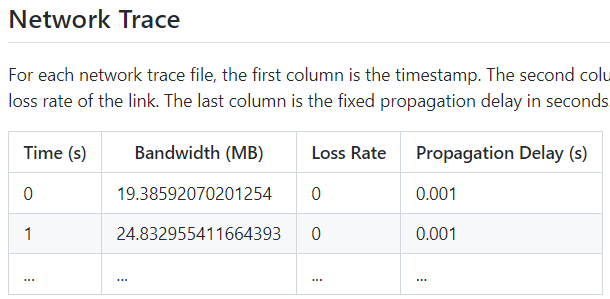 Network Trace
For each network trace file, the first column is the timestamp. The second colu
loss rate of the link. The last column is the fixed propagation delay in seconds
Time (s) Bandwidth (MB) Loss Rate Propagation Delay (s)
0 19.38592070201254 0 0.001
1 24.832955411664393 0 0.001
... ... ... ...